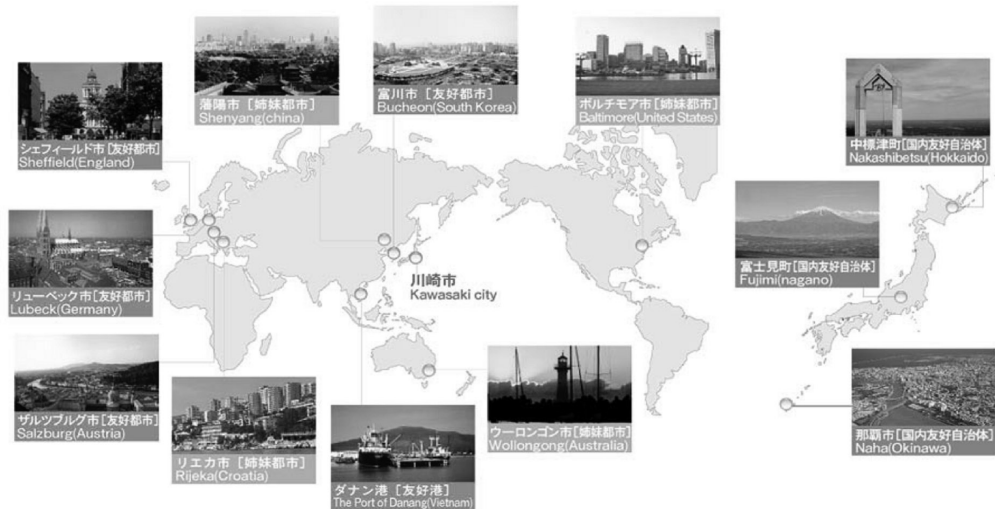 藩陽市 [姉妹都市]
Shenyang(china)
富川市 [友好都市]
Bucheon(South Korea)
ボルチモア市[姉妹都市]
Baltimore(United States)
シェフィールド市[友好都市]
Sheffield(England)
中標津町[国内友好自治体]
Nakashibetsu(Hokkaido)
リューベック市[友好都市]
Lubeck(Germany)
川崎市
Kawasaki city
富士見町[国内友好自治体]
Fujimi(nagano)
ザルツブルグ市[友好都市]
Salzburg(Austria)
リエカ市 [姉妹都市]
Rijeka(Croatia)
ダナン港 [友好港]
The Port of Danang(Vietnam)
ウーロンゴン市[姉妹都市]
Wollongong(Australia)
那覇市[国内友好自治体]
Naha(Okinawa)